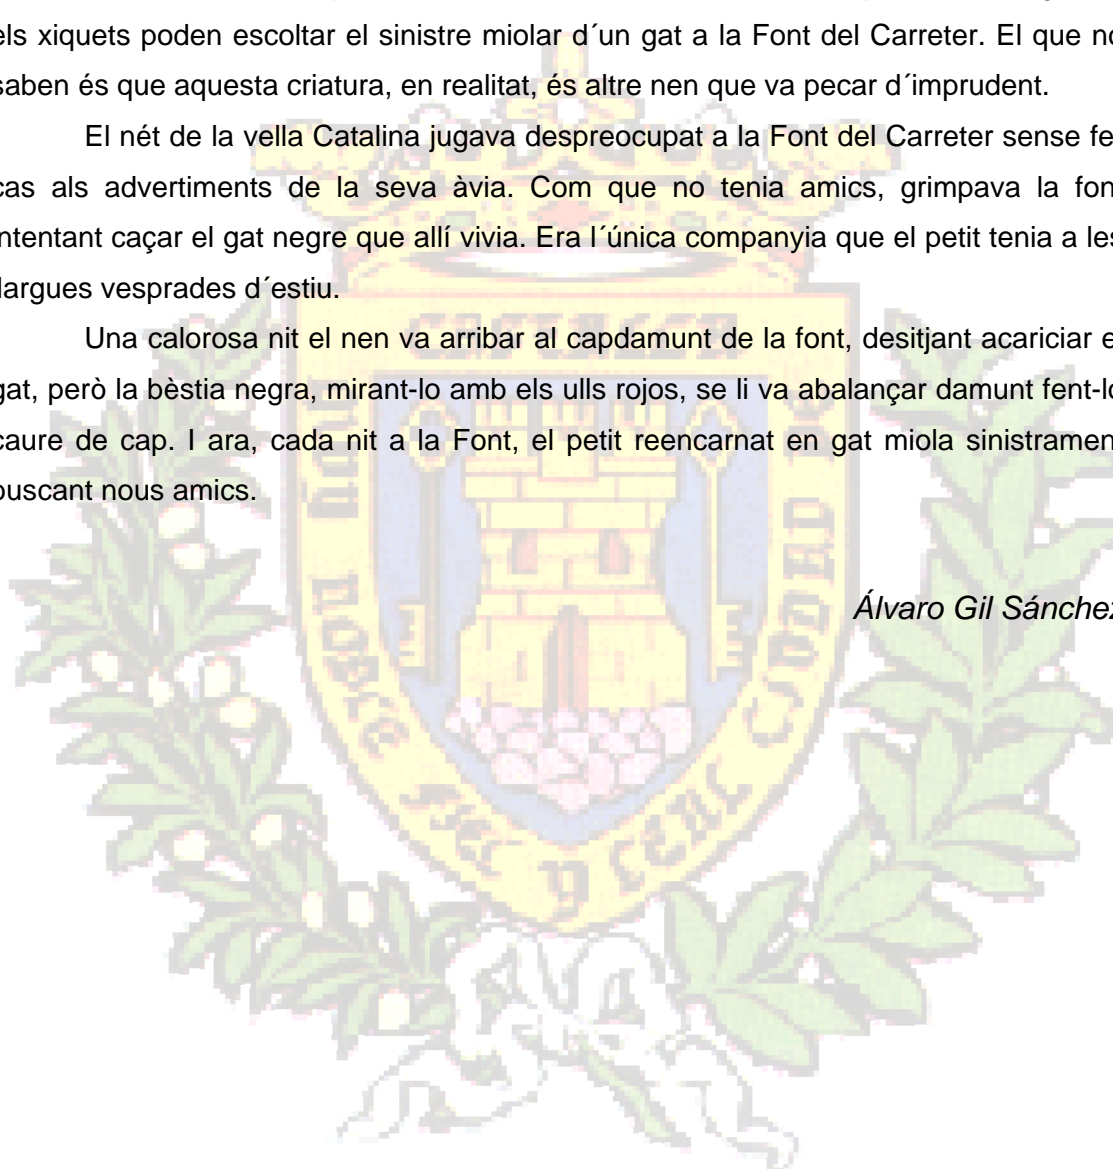 els xiquets poden escoltar el sinistre miolar d´un gat a la Font del Carreter. El que no
saben és que aquesta criatura, en realitat, és altre nen que va pecar d´imprudent.
El nét de la vella Catalina jugava despreocupat a la Font del Carreter sense fe
cas als advertiments de la seva àvia. Com que no tenia amics, grimpava la fon
intentant caçar el gat negre que allí vivia. Era l´única companyia que el petit tenia a les
llargues vesprades d´estiu.
Una calorosa nit el nen va arribar al capdamunt de la font, desitjant acariciar e
gat, però la bèstia negra, mirant-lo amb els ulls rojos, se li va abalançar damunt fent-lo
caure de cap. I ara, cada nit a la Font, el petit reencarnat en gat miola sinistramen
buscant nous amics.
Álvaro Gil Sánchez
NOBLE
Y
CIUDAD